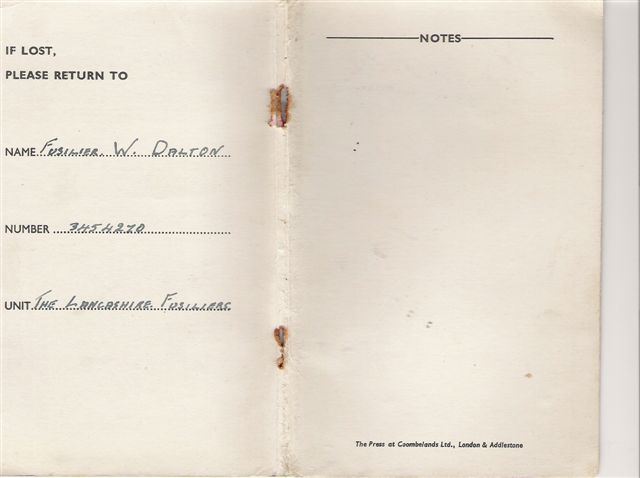 IF LOST,
PLEASE RETURN TO
NAME Fusilier. W. Dalton
NUMBER 3454270
UNIT The Lancashire. Fusiliers
NOTES
The Press at Coombelands Ltd., London & Addlestone